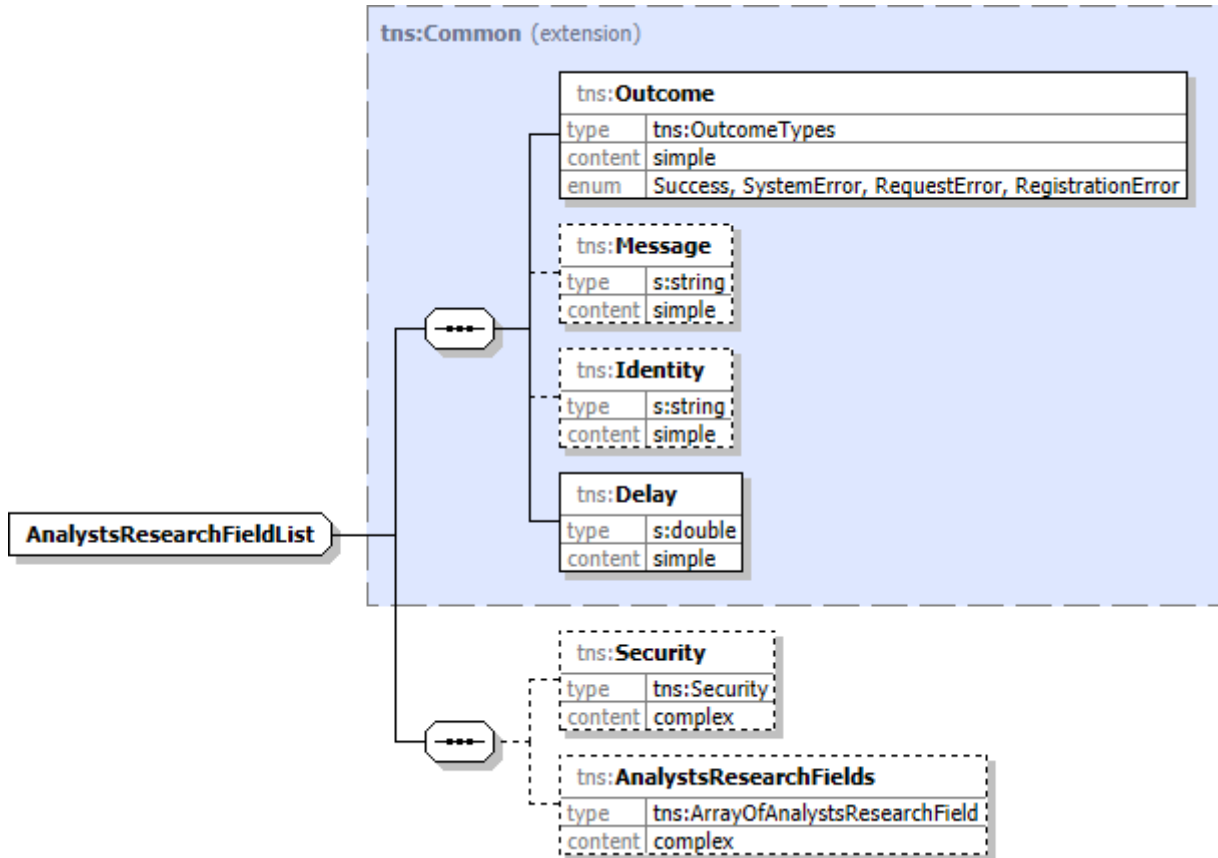 tns:Common (extension)
tns:Outcome
type tns:OutcomeTypes
content simple
enum Success, SystemError, RequestError, RegistrationError
tns:Message
type s:string
content simple
tns:Identity
type s:string
content simple
tns:Delay
type s:double
content simple
AnalystsResearchFieldList
tns:Security
type tns:Security
content complex
tns:AnalystsResearchFields
type tns:ArrayOfAnalystsResearchField
content complex